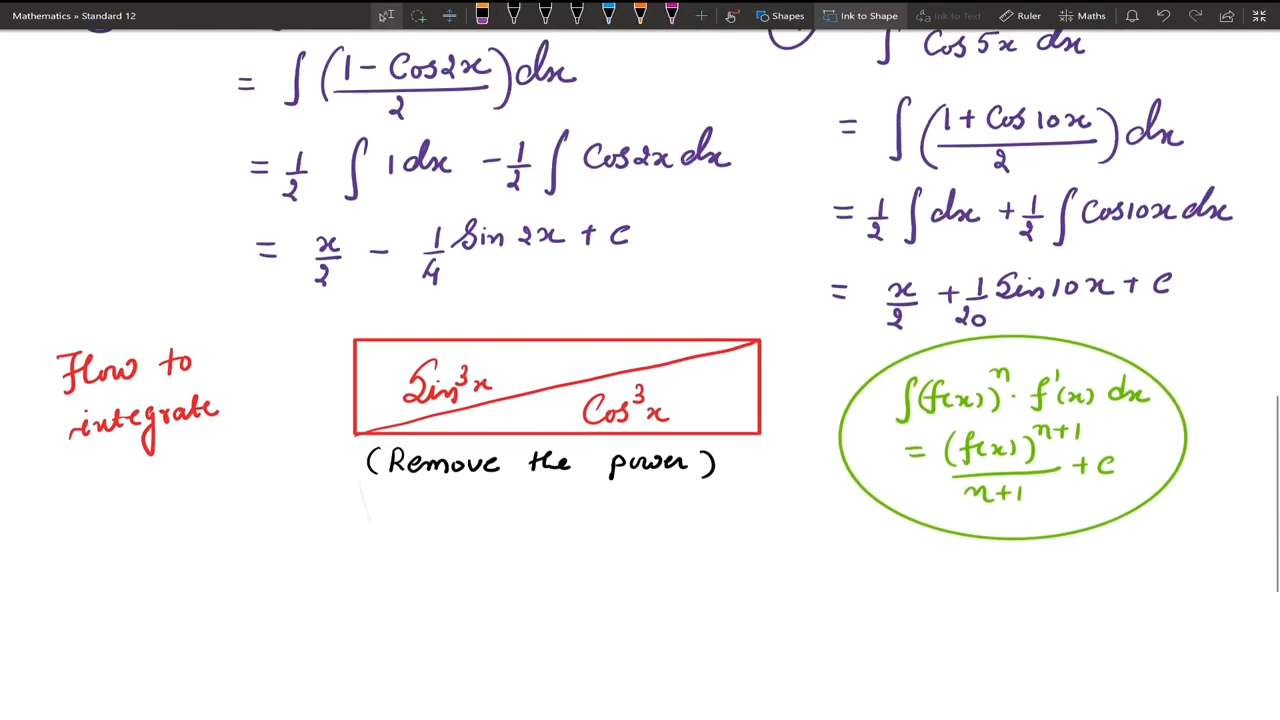 Mathematics » Standard 12
Shapes
Ink to Shape
Ink to Text
Ruler
Maths
= ∫ (1 - Cos2x / 2) dx
= 1/2 ∫ 1 dx - 1/2 ∫ Cos2x dx
= x/2 - 1/4 Sin 2x + c
∫ Cos 5x dx
= ∫ (1 + Cos 10x / 2) dx
= 1/2 ∫ dx + 1/2 ∫ Cos10x dx
= x/2 + 1/20 Sin10x + c
How to
integrate
Sin³x
Cos³x
(Remove the power)
∫(f(x))ⁿ · f'(x) dx
= (f(x))ⁿ⁺¹ / n+1 + c